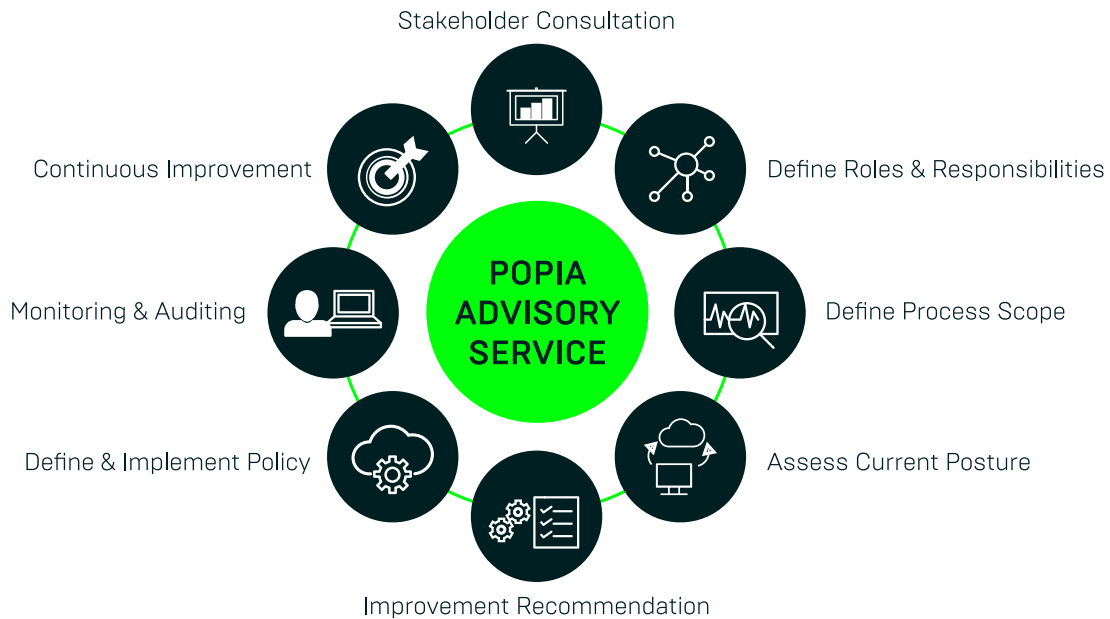 Stakeholder Consultation
Define Roles & Responsibilities
Define Process Scope
Assess Current Posture
Improvement Recommendation
Define & Implement Policy
Monitoring & Auditing
Continuous Improvement
POPIA
ADVISORY
SERVICE